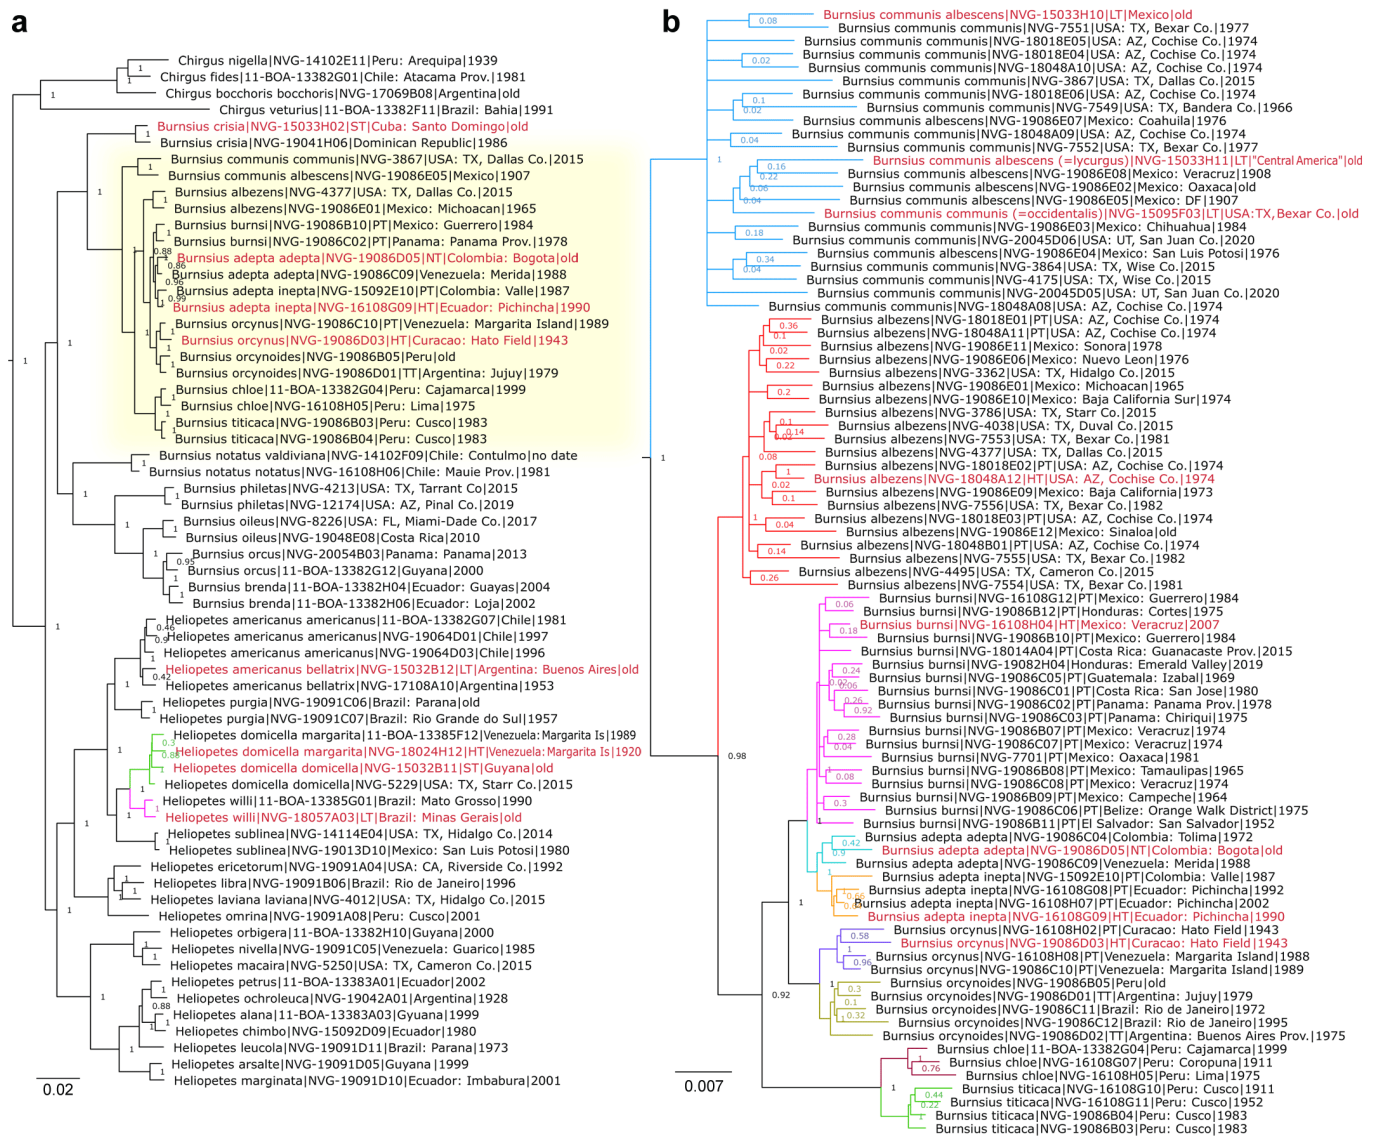 a
Chirgus nigella|NVG-14102E11|Peru: Arequipa|1939
Chirgus fides|11-BOA-13382G01|Chile: Atacama Prov.|1981
Chirgus bocchoris bocchoris|NVG-17069B08|Argentina|old
Chirgus veturius|11-BOA-13382F11|Brazil: Bahia|1991
Burnsius crisia|NVG-15033H02|ST|Cuba: Santo Domingo|old
Burnsius crisia|NVG-19041H06|Dominican Republic|1986
Burnsius communis communis|NVG-3867|USA: TX, Dallas Co.|2015
Burnsius communis albescens|NVG-19086E05|Mexico|1907
Burnsius albezens|NVG-4377|USA: TX, Dallas Co.|2015
Burnsius albezens|NVG-19086E01|Mexico: Michoacan|1965
Burnsius burnsi|NVG-19086B10|PT|Mexico: Guerrero|1984
Burnsius burnsi|NVG-19086C02|PT|Panama: Panama Prov.|1978
Burnsius adepta adepta|NVG-19086D05|NT|Colombia: Bogota|old
Burnsius adepta adepta|NVG-19086C09|Venezuela: Merida|1988
Burnsius adepta inepta|NVG-15092E10|PT|Colombia: Valle|1987
Burnsius adepta inepta|NVG-16108G09|HT|Ecuador: Pichincha|1990
Burnsius orcynus|NVG-19086C10|PT|Venezuela: Margarita Island|1989
Burnsius orcynus|NVG-19086D03|HT|Curacao: Hato Field|1943
Burnsius orcynoides|NVG-19086B05|Peru|old
Burnsius orcynoides|NVG-19086D01|TT|Argentina: Jujuy|1979
Burnsius chloe|11-BOA-13382G04|Peru: Cajamarca|1999
Burnsius chloe|NVG-16108H05|Peru: Lima|1975
Burnsius titicaca|NVG-19086B03|Peru: Cusco|1983
Burnsius titicaca|NVG-19086B04|Peru: Cusco|1983
Burnsius notatus valdiviana|NVG-14102F09|Chile: Contulmo|no date
Burnsius notatus notatus|NVG-16108H06|Chile: Mauie Prov.|1981
Burnsius philetas|NVG-4213|USA: TX, Tarrant Co|2015
Burnsius philetas|NVG-12174|USA: AZ, Pinal Co.|2019
Burnsius oileus|NVG-8226|USA: FL, Miami-Dade Co.|2017
Burnsius oileus|NVG-19048E08|Costa Rica|2010
Burnsius orcus|NVG-20054B03|Panama: Panama|2013
Burnsius orcus|11-BOA-13382G12|Guyana|2000
Burnsius brenda|11-BOA-13382H04|Ecuador: Guayas|2004
Burnsius brenda|11-BOA-13382H06|Ecuador: Loja|2002
Heliopetes americanus americanus|11-BOA-13382G07|Chile|1981
Heliopetes americanus americanus|NVG-19064D01|Chile|1997
Heliopetes americanus americanus|NVG-19064D03|Chile|1996
Heliopetes americanus bellatrix|NVG-15032B12|LT|Argentina: Buenos Aires|old
Heliopetes americanus bellatrix|NVG-17108A10|Argentina|1953
Heliopetes purgia|NVG-19091C06|Brazil: Parana|old
Heliopetes purgia|NVG-19091C07|Brazil: Rio Grande do Sul|1957
Heliopetes domicella margarita|11-BOA-13385F12|Venezuela: Margarita Is|1989
Heliopetes domicella margarita|NVG-18024H12|HT|Venezuela: Margarita Is|1920
Heliopetes domicella domicella|NVG-15032B11|ST|Guyana|old
Heliopetes domicella domicella|NVG-5229|USA: TX, Starr Co.|2015
Heliopetes willi|11-BOA-13385G01|Brazil: Mato Grosso|1990
Heliopetes willi|NVG-18057A03|LT|Brazil: Minas Gerais|old
Heliopetes sublinea|NVG-14114E04|USA: TX, Hidalgo Co.|2014
Heliopetes sublinea|NVG-19013D10|Mexico: San Luis Potosi|1980
Heliopetes ericetorum|NVG-19091A04|USA: CA, Riverside Co.|1992
Heliopetes libra|NVG-19091B06|Brazil: Rio de Janeiro|1996
Heliopetes laviana laviana|NVG-4012|USA: TX, Hidalgo Co.|2015
Heliopetes omrina|NVG-19091A08|Peru: Cusco|2001
Heliopetes orbigera|11-BOA-13382H10|Guyana|2000
Heliopetes nivella|NVG-19091C05|Venezuela: Guarico|1985
Heliopetes macaira|NVG-5250|USA: TX, Cameron Co.|2015
Heliopetes petrus|11-BOA-13383A01|Ecuador|2002
Heliopetes ochroleuca|NVG-19042A01|Argentina|1928
Heliopetes alana|11-BOA-13383A03|Gyuana|1999
Heliopetes chimbo|NVG-15092D09|Ecuador|1980
Heliopetes leucola|NVG-19091D11|Brazil: Parana|1973
Heliopetes arsalte|NVG-19091D05|Guyana|1999
Heliopetes marginata|NVG-19091D10|Ecuador: Imbabura|2001
0.02
b
Burnsius communis albescens|NVG-15033H10|LT|Mexico|old
Burnsius communis communis|NVG-7551|USA: TX, Bexar Co.|1977
Burnsius communis communis|NVG-18018E05|USA: AZ, Cochise Co.|1974
Burnsius communis communis|NVG-18018E04|USA: AZ, Cochise Co.|1974
Burnsius communis communis|NVG-18048A10|USA: AZ, Cochise Co.|1974
Burnsius communis communis|NVG-3867|USA: TX, Dallas Co.|2015
Burnsius communis communis|NVG-18018E06|USA: AZ, Cochise Co.|1974
Burnsius communis communis|NVG-7549|USA: TX, Bandera Co.|1966
Burnsius communis albescens|NVG-19086E07|Mexico: Coahuila|1976
Burnsius communis communis|NVG-18048A09|USA: AZ, Cochise Co.|1974
Burnsius communis communis|NVG-7552|USA: TX, Bexar Co.|1977
Burnsius communis albescens (=lycurgus)|NVG-15033H11|LT|"Central America"|old
Burnsius communis albescens|NVG-19086E08|Mexico: Veracruz|1908
Burnsius communis albescens|NVG-19086E02|Mexico: Oaxaca|old
Burnsius communis albescens|NVG-19086E05|Mexico: DF|1907
Burnsius communis communis (=occidentalis)|NVG-15095F03|LT|USA:TX, Bexar Co.|old
Burnsius communis communis|NVG-19086E03|Mexico: Chihuahua|1984
Burnsius communis communis|NVG-20045D06|USA: UT, San Juan Co.|2020
Burnsius communis communis|NVG-19086E04|Mexico: San Luis Potosi|1976
Burnsius communis communis|NVG-3864|USA: TX, Wise Co.|2015
Burnsius communis communis|NVG-4175|USA: TX, Wise Co.|2015
Burnsius communis communis|NVG-20045D05|USA: UT, San Juan Co.|2020
Burnsius communis communis|NVG-18048A08|USA: AZ, Cochise Co.|1974
Burnsius albezens|NVG-18018E01|PT|USA: AZ, Cochise Co.|1974
Burnsius albezens|NVG-18048A11|PT|USA: AZ, Cochise Co.|1974
Burnsius albezens|NVG-19086E11|Mexico: Sonora|1978
Burnsius albezens|NVG-19086E06|Mexico: Nuevo Leon|1976
Burnsius albezens|NVG-3362|USA: TX, Hidalgo Co.|2015
Burnsius albezens|NVG-19086E01|Mexico: Michoacan|1965
Burnsius albezens|NVG-19086E10|Mexico: Baja California Sur|1974
Burnsius albezens|NVG-3786|USA: TX, Starr Co.|2015
Burnsius albezens|NVG-4038|USA: TX, Duval Co.|2015
Burnsius albezens|NVG-7553|USA: TX, Bexar Co.|1981
Burnsius albezens|NVG-4377|USA: TX, Dallas Co.|2015
Burnsius albezens|NVG-18018E02|PT|USA: AZ, Cochise Co.|1974
Burnsius albezens|NVG-18048A12|HT|USA: AZ, Cochise Co.|1974
Burnsius albezens|NVG-19086E09|Mexico: Baja California|1973
Burnsius albezens|NVG-7556|USA: TX, Bexar Co.|1982
Burnsius albezens|NVG-18018E03|PT|USA: AZ, Cochise Co.|1974
Burnsius albezens|NVG-19086E12|Mexico: Sinaloa|old
Burnsius albezens|NVG-18048B01|PT|USA: AZ, Cochise Co.|1974
Burnsius albezens|NVG-7555|USA: TX, Bexar Co.|1982
Burnsius albezens|NVG-4495|USA: TX, Cameron Co.|2015
Burnsius albezens|NVG-7554|USA: TX, Bexar Co.|1981
Burnsius burnsi|NVG-16108G12|PT|Mexico: Guerrero|1984
Burnsius burnsi|NVG-19086B12|PT|Honduras: Cortes|1975
Burnsius burnsi|NVG-16108H04|HT|Mexico: Veracruz|2007
Burnsius burnsi|NVG-19086B10|PT|Mexico: Guerrero|1984
Burnsius burnsi|NVG-18014A04|PT|Costa Rica: Guanacaste Prov.|2015
Burnsius burnsi|NVG-19082H04|Honduras: Emerald Valley|2019
Burnsius burnsi|NVG-19086C05|PT|Guatemala: Izabal|1969
Burnsius burnsi|NVG-19086C01|PT|Costa Rica: San Jose|1980
Burnsius burnsi|NVG-19086C02|PT|Panama: Panama Prov.|1978
Burnsius burnsi|NVG-19086C03|PT|Panama: Chiriqui|1975
Burnsius burnsi|NVG-19086B07|PT|Mexico: Veracruz|1974
Burnsius burnsi|NVG-19086C07|PT|Mexico: Veracruz|1974
Burnsius burnsi|NVG-7701|PT|Mexico: Oaxaca|1981
Burnsius burnsi|NVG-19086B08|PT|Mexico: Tamaulipas|1965
Burnsius burnsi|NVG-19086C08|PT|Mexico: Veracruz|1974
Burnsius burnsi|NVG-19086B09|PT|Mexico: Campeche|1964
Burnsius burnsi|NVG-19086C06|PT|Belize: Orange Walk District|1975
Burnsius burnsi|NVG-19086B11|PT|El Salvador: San Salvador|1952
Burnsius adepta adepta|NVG-19086C04|Colombia: Tolima|1972
Burnsius adepta adepta|NVG-19086D05|NT|Colombia: Bogota|old
Burnsius adepta adepta|NVG-19086C09|Venezuela: Merida|1988
Burnsius adepta inepta|NVG-15092E10|PT|Colombia: Valle|1987
Burnsius adepta inepta|NVG-16108G08|PT|Ecuador: Pichincha|1992
Burnsius adepta inepta|NVG-16108H07|PT|Ecuador: Pichincha|2002
Burnsius adepta inepta|NVG-16108G09|HT|Ecuador: Pichincha|1990
Burnsius orcynus|NVG-16108H02|PT|Curacao: Hato Field|1943
Burnsius orcynus|NVG-19086D03|HT|Curacao: Hato Field|1943
Burnsius orcynus|NVG-16108H08|PT|Venezuela: Margarita Island|1988
Burnsius orcynus|NVG-19086C10|PT|Venezuela: Margarita Island|1989
Burnsius orcynoides|NVG-19086B05|Peru|old
Burnsius orcynoides|NVG-19086D01|TT|Argentina: Jujuy|1979
Burnsius orcynoides|NVG-19086C11|Brazil: Rio de Janeiro|1972
Burnsius orcynoides|NVG-19086C12|Brazil: Rio de Janeiro|1995
Burnsius orcynoides|NVG-19086D02|TT|Argentina: Buenos Aires Prov.|1975
Burnsius chloe|11-BOA-13382G04|Peru: Cajamarca|1999
Burnsius chloe|NVG-16108G07|Peru: Coropuna|1911
Burnsius chloe|NVG-16108H05|Peru: Lima|1975
Burnsius titicaca|NVG-16108G10|Peru: Cusco|1911
Burnsius titicaca|NVG-16108G11|Peru: Cusco|1952
Burnsius titicaca|NVG-19086B04|Peru: Cusco|1983
Burnsius titicaca|NVG-19086B03|Peru: Cusco|1983
0.98
0.92
0.007